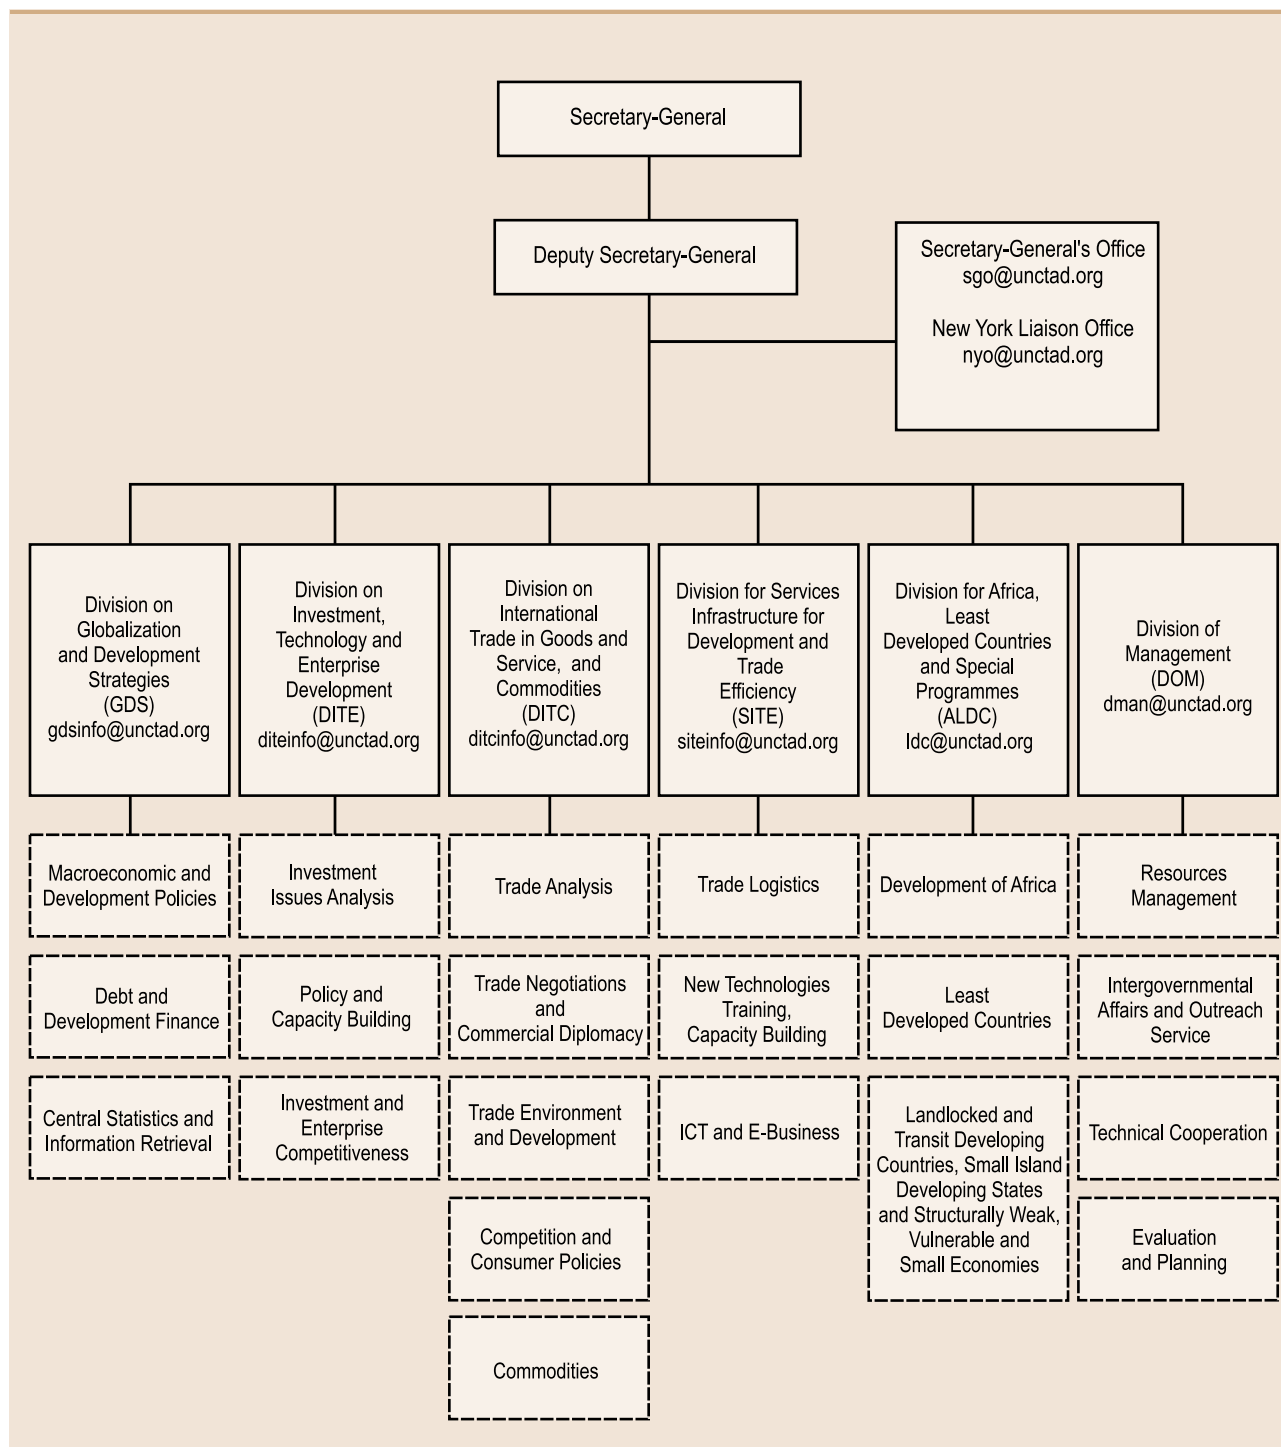 Secretary-General
Deputy Secretary-General
Secretary-General's Office
sgo@unctad.org
New York Liaison Office
nyo@unctad.org
Division on
Globalization
and Development
Strategies
(GDS)
gdsinfo@unctad.org
Division on
Investment,
Technology and
Enterprise
Development
(DITE)
diteinfo@unctad.org
Division on
International
Trade in Goods and
Service, and
Commodities
(DITC)
ditcinfo@unctad.org
Division for Services
Infrastructure for
Development and
Trade
Efficiency
(SITE)
siteinfo@unctad.org
Division for Africa,
Least
Developed Countries
and Special
Programmes
(ALDC)
ldc@unctad.org
Division of
Management
(DOM)
dman@unctad.org
Macroeconomic and
Development Policies
Investment
Issues Analysis
Trade Analysis
Trade Logistics
Development of Africa
Resources
Management
Debt and
Development Finance
Policy and
Capacity Building
Trade Negotiations
and
Commercial Diplomacy
New Technologies
Training,
Capacity Building
Least
Developed Countries
Intergovernmental
Affairs and Outreach
Service
Central Statistics and
Information Retrieval
Investment and
Enterprise
Competitiveness
Trade Environment
and Development
ICT and E-Business
Landlocked and
Transit Developing
Countries, Small Island
Developing States
and Structurally Weak,
Vulnerable and
Small Economies
Technical Cooperation
Competition and
Consumer Policies
Evaluation
and Planning
Commodities